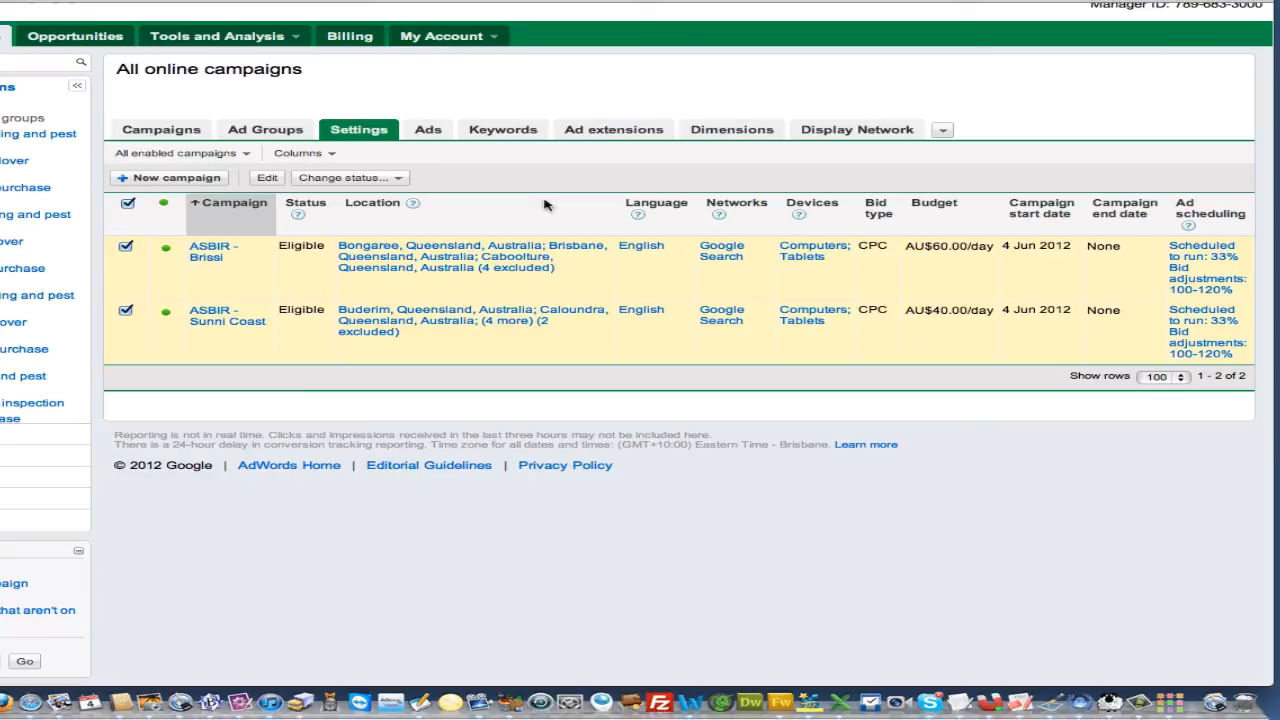 Manager ID: 789-683-3000
Opportunities Tools and Analysis Billing My Account
All online campaigns
ns
groups
ing and pest
lover
urchase
ng and pest
ver
urchase
ing and pest
over
urchase
nd pest
inspection
ase
Campaigns Ad Groups Settings Ads Keywords Ad extensions Dimensions Display Network
All enabled campaigns Columns
+ New campaign Edit Change status...
Campaign Status Location Language Networks Devices Bid type Budget Campaign start date Campaign end date Ad scheduling
ASBIR - Eligible Bongaree, Queensland, Australia; Brisbane, English Google Computers; CPC AU$60.00/day 4 Jun 2012 None Scheduled
Brissi Queensland, Australia; Caboolture, Search Tablets to run: 33%
Queensland, Australia (4 excluded) Bid
adjustments:
100-120%
ASBIR - Eligible Buderim, Queensland, Australia; Caloundra, English Google Computers; CPC AU$40.00/day 4 Jun 2012 None Scheduled
Sunni Coast Queensland, Australia; (4 more) (2 Search Tablets to run: 33%
excluded) Bid
adjustments:
100-120%
Show rows 100 1 - 2 of 2
Reporting is not in real time. Clicks and impressions received in the last three hours may not be included here.
There is a 24-hour delay in conversion tracking reporting. Time zone for all dates and times: (GMT+10:00) Eastern Time - Brisbane. Learn more
© 2012 Google | AdWords Home | Editorial Guidelines | Privacy Policy
aign
hat aren't on
Go
4 Fz W Dw Fw X S